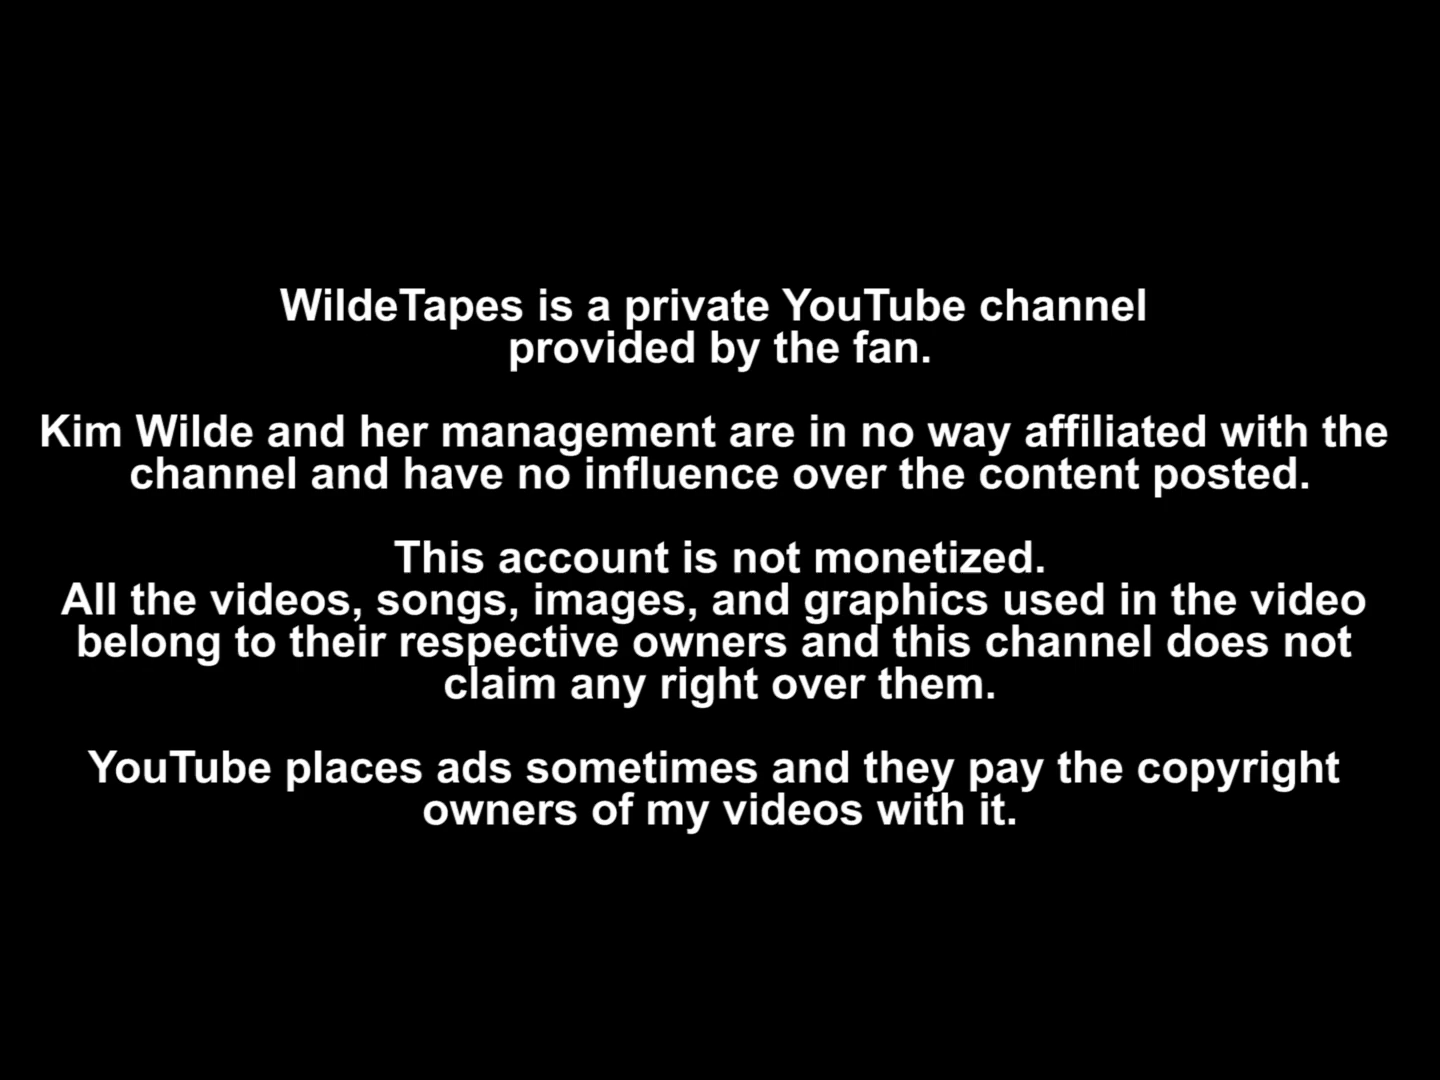 WildeTapes is a private YouTube channel
provided by the fan.
Kim Wilde and her management are in no way affiliated with the
channel and have no influence over the content posted.
This account is not monetized.
All the videos, songs, images, and graphics used in the video
belong to their respective owners and this channel does not
claim any right over them.
YouTube places ads sometimes and they pay the copyright
owners of my videos with it.